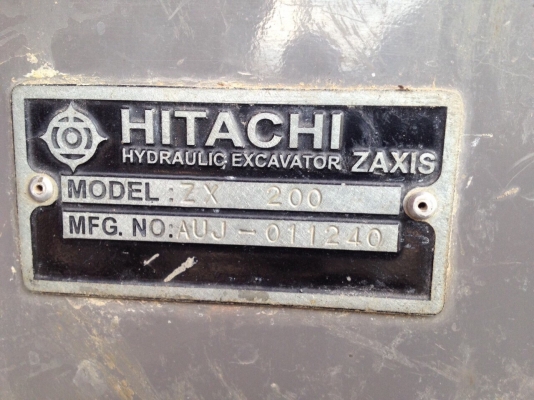 HITACHI
HYDRAULIC EXCAVATOR ZAXIS
MODEL : ZX 200
MFG. NO: AUJ-011240